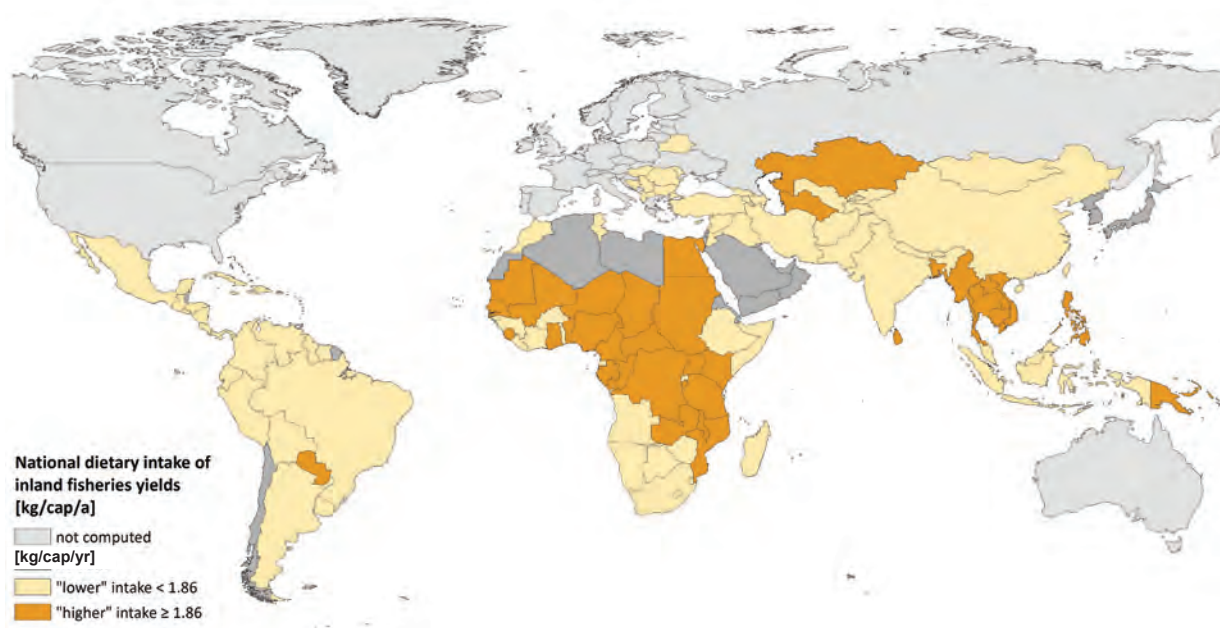 National dietary intake of
inland fisheries yields
[kg/cap/a]
not computed
[kg/cap/yr]
"lower" intake < 1.86
"higher" intake ≥ 1.86